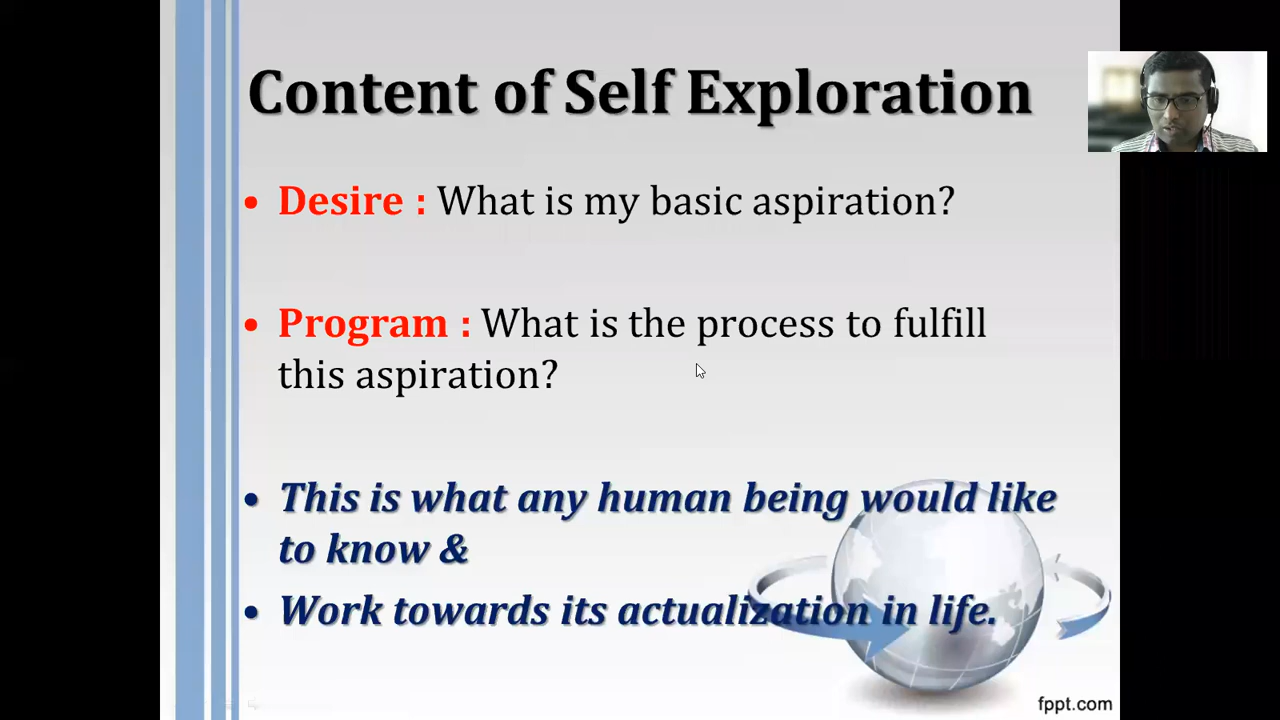 Content of Self Exploration
• Desire : What is my basic aspiration?
• Program : What is the process to fulfill
this aspiration?
• This is what any human being would like
to know &
• Work towards its actualization in life.
fppt.com